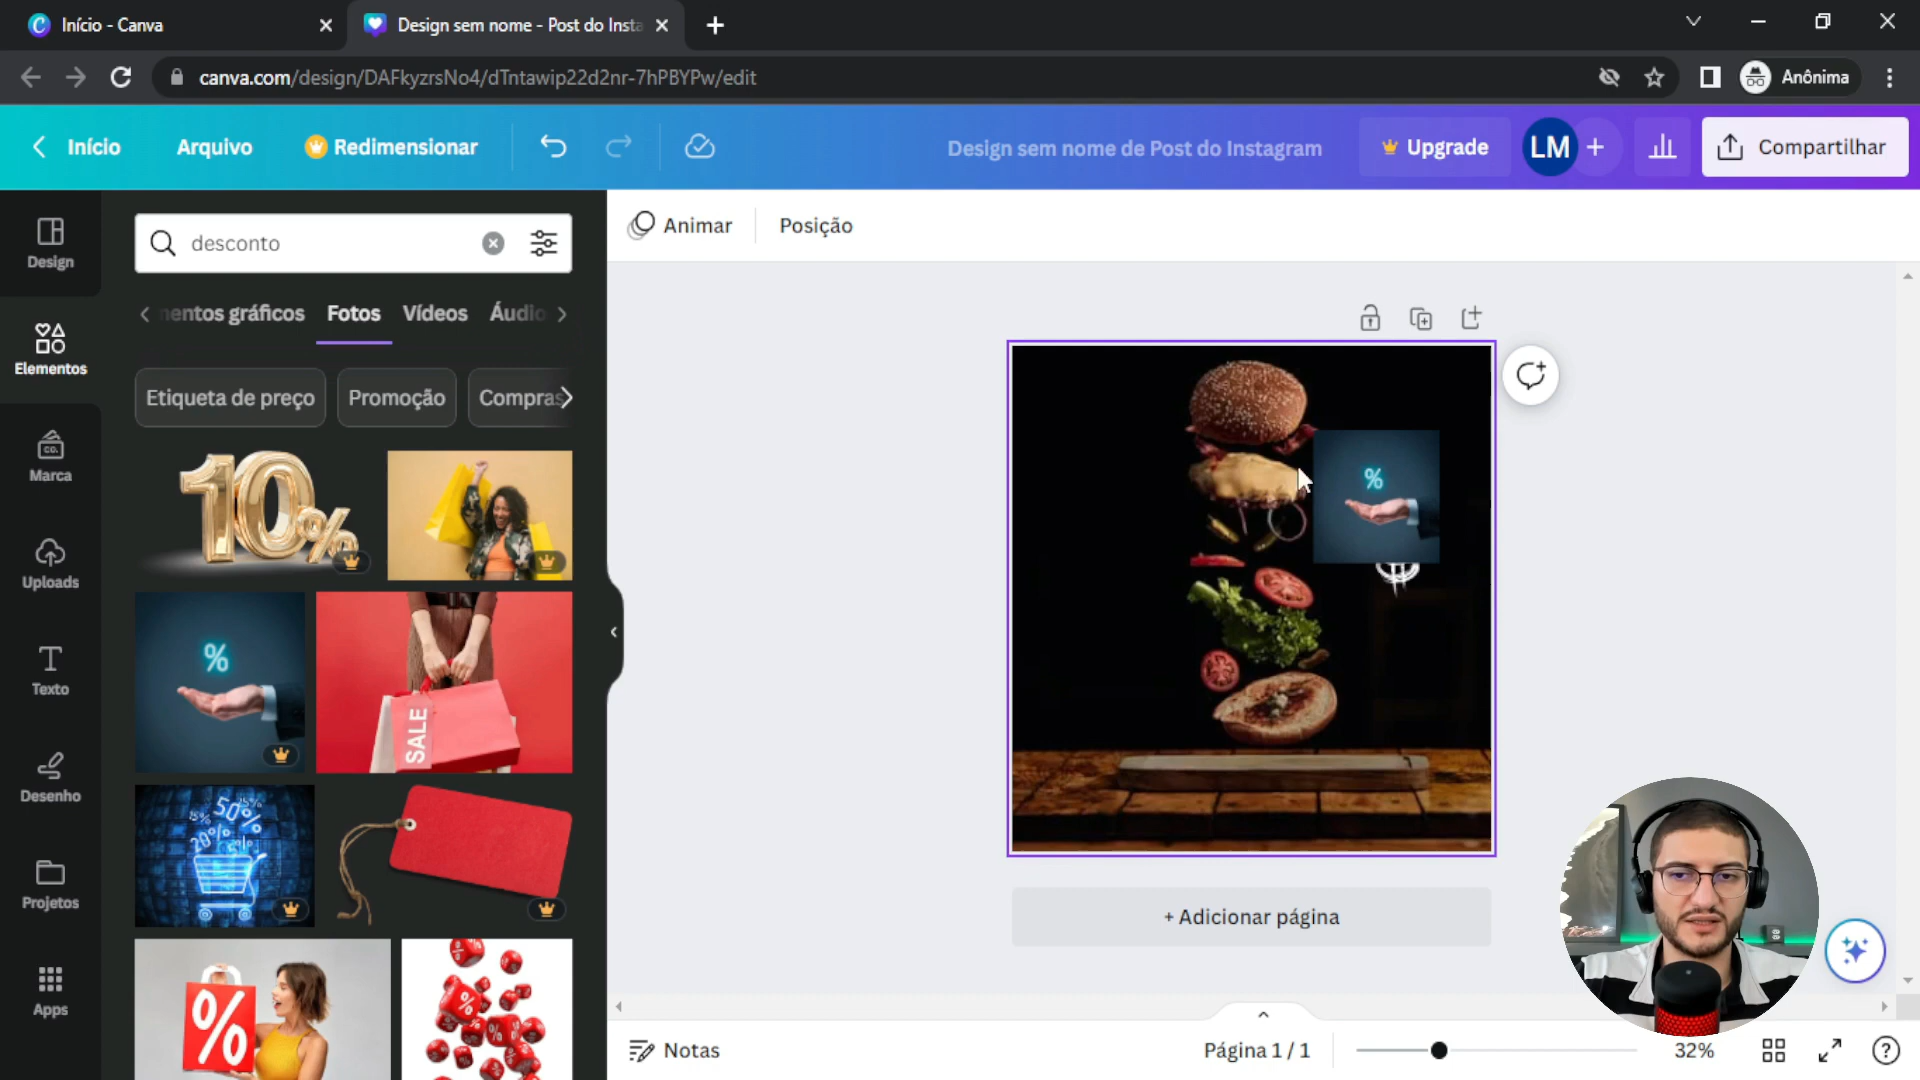 Início - Canva
Design sem nome - Post do Insta
canva.com/design/DAFkyzrsNo4/dTntawip22d2nr-7hPBYPw/edit
Anônima
Início
Arquivo
Redimensionar
Design sem nome de Post do Instagram
Upgrade
LM
Compartilhar
Design
Elementos
Marca
CO.
Uploads
Texto
Desenho
Projetos
Apps
desconto
mentos gráficos
Fotos
Vídeos
Áudio
Etiqueta de preço
Promoção
Compras
10%
%
SALE
50%
15%
20%
%
%
Animar
Posição
%
+ Adicionar página
Notas
Página 1 / 1
32%